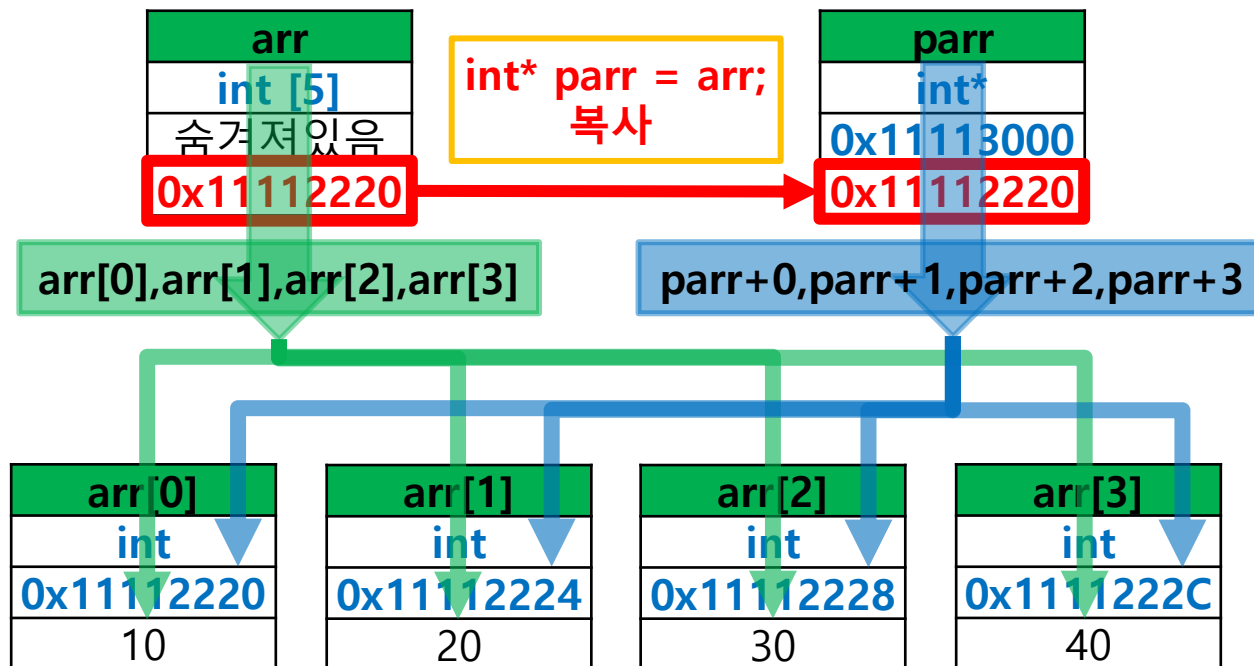 arr
int [5]
숨겨져있음
0x11112220
int* parr = arr;
복사
parr
int*
0x11113000
0x11112220
arr[0],arr[1],arr[2],arr[3]
parr+0,parr+1,parr+2,parr+3
arr[0]
int
0x11112220
10
arr[1]
int
0x11112224
20
arr[2]
int
0x11112228
30
arr[3]
int
0x1111222C
40